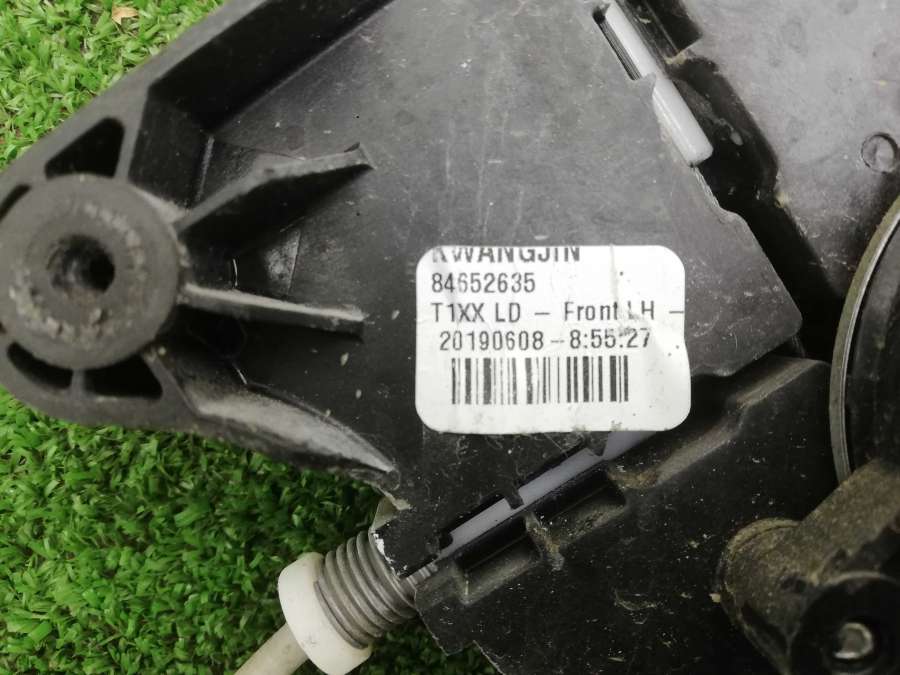 KWANGJIN
84652635
T1XX LD – Front LH –
20190608 – 8:55:27